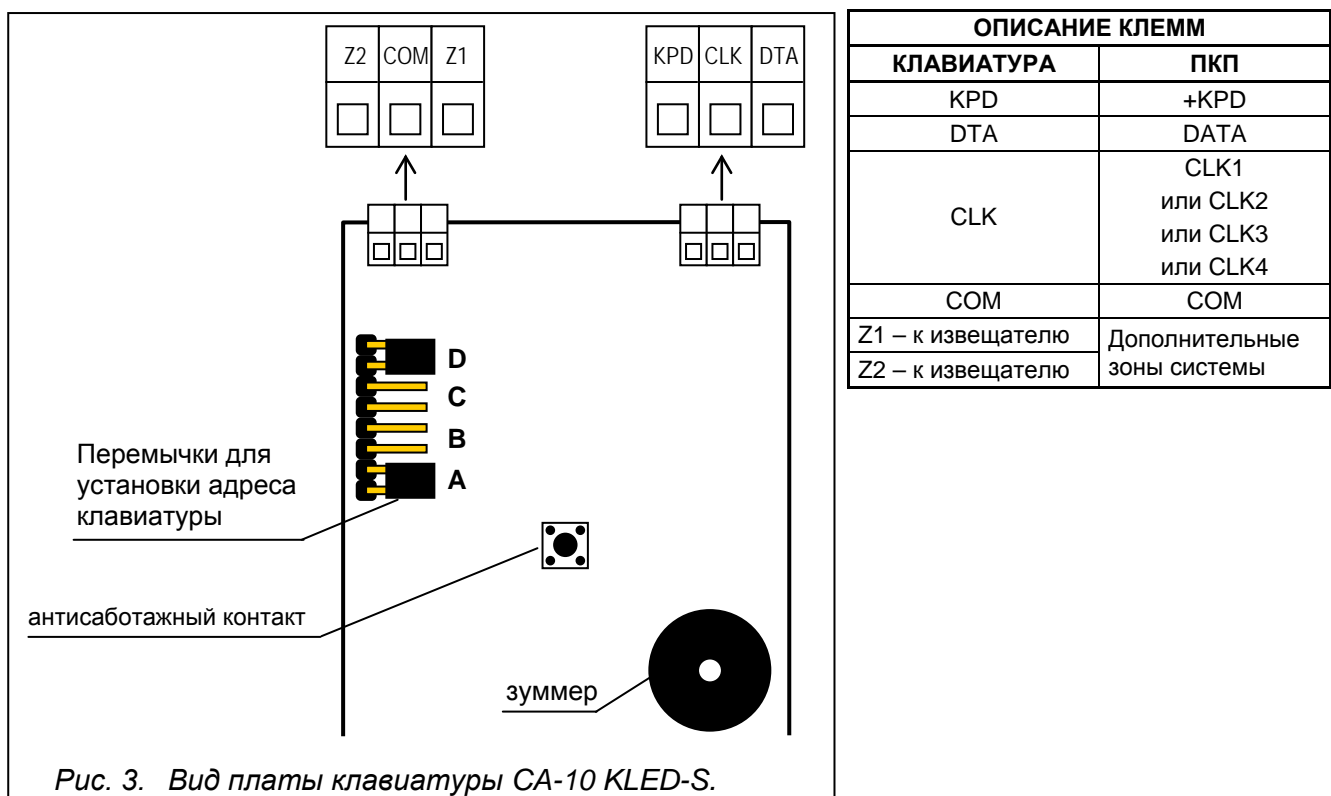 Z2 COM Z1
KPD CLK DTA
D
C
B
A
Перемычки для
установки адреса
клавиатуры
антисаботажный контакт
зуммер
Рис. 3. Вид платы клавиатуры CA-10 KLED-S.
ОПИСАНИЕ КЛЕММ
КЛАВИАТУРА ПКП
KPD +KPD
DTA DATA
CLK
CLK1
или CLK2
или CLK3
или CLK4
COM COM
Z1 – к извещателю
Z2 – к извещателю
Дополнительные
зоны системы